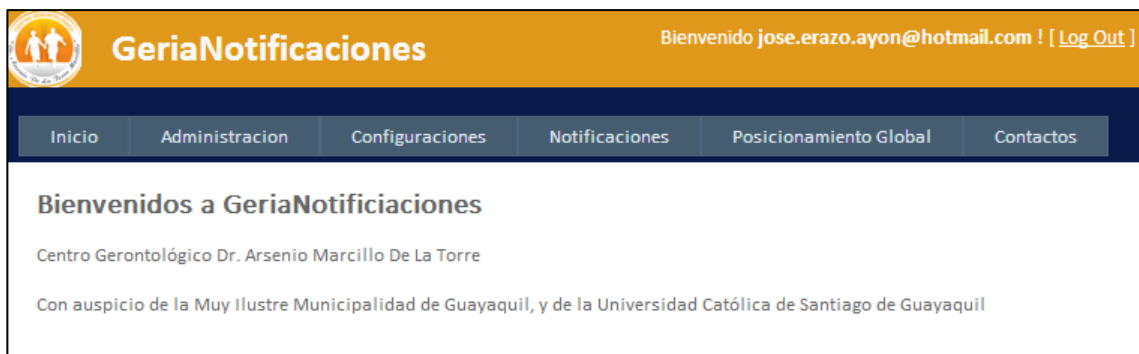 GeriaNotificaciones
Bienvenido jose.erazo.ayon@hotmail.com ! [ Log Out ]
Inicio Administracion Configuraciones Notificaciones Posicionamiento Global Contactos
Bienvenidos a GeriaNotificiaciones
Centro Gerontológico Dr. Arsenio Marcillo De La Torre
Con auspicio de la Muy Ilustre Municipalidad de Guayaquil, y de la Universidad Católica de Santiago de Guayaquil